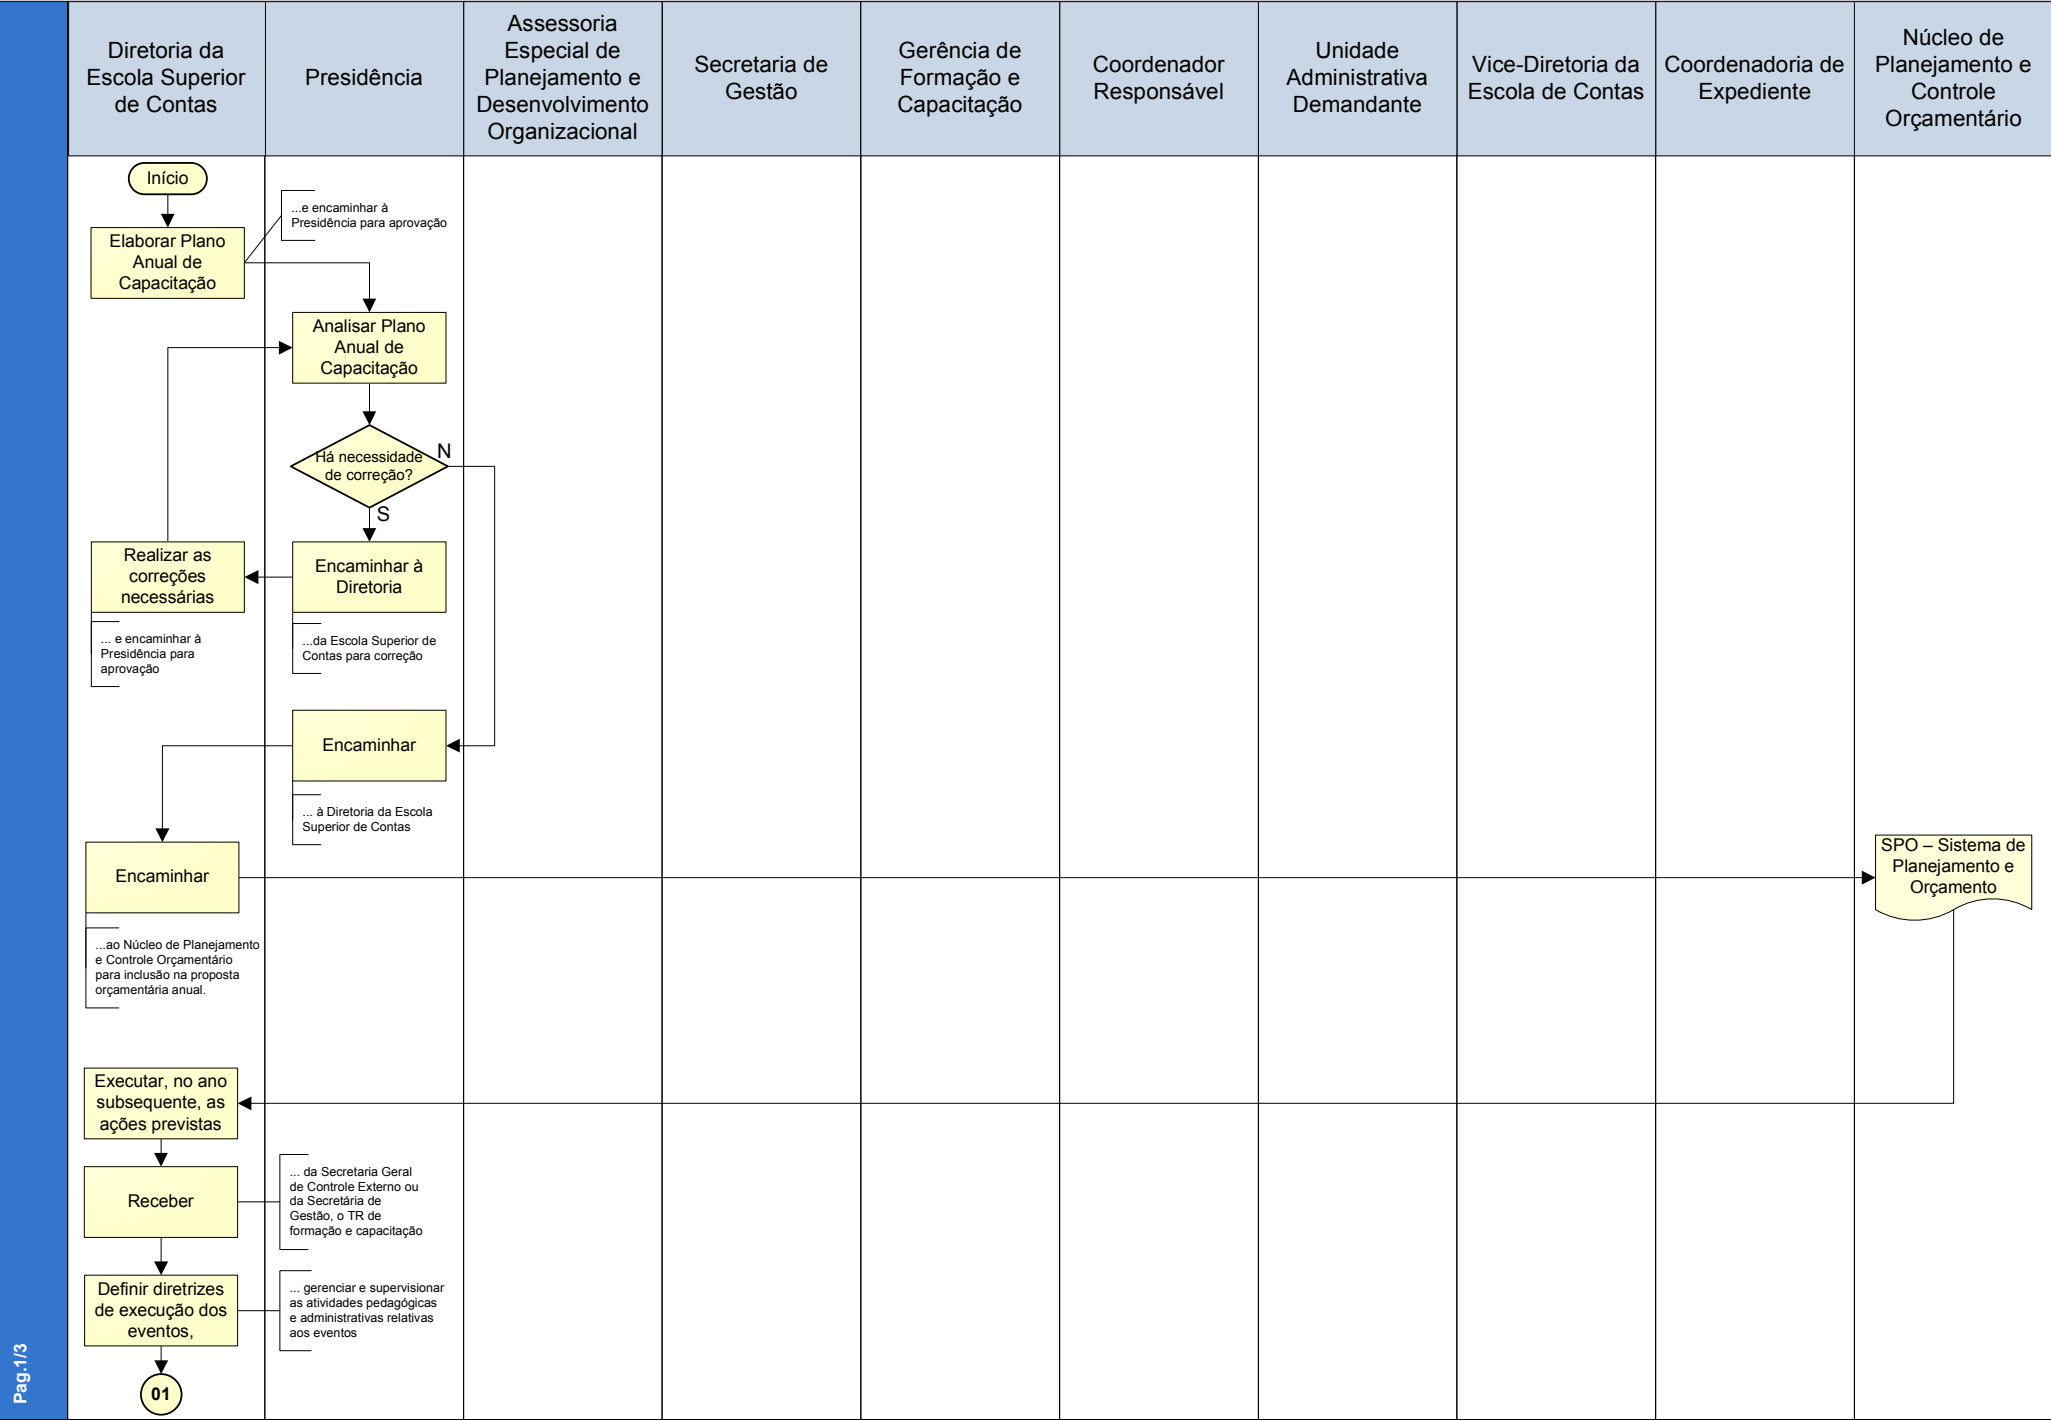 Diretoria da
Escola Superior
de Contas
Presidência
Assessoria
Especial de
Planejamento e
Desenvolvimento
Organizacional
Secretaria de
Gestão
Gerência de
Formação e
Capacitação
Coordenador
Responsável
Unidade
Administrativa
Demandante
Vice-Diretoria da
Escola de Contas
Coordenadoria de
Expediente
Núcleo de
Planejamento e
Controle
Orçamentário
Início
...e encaminhar à
Presidência para aprovação
Elaborar Plano
Anual de
Capacitação
Analisar Plano
Anual de
Capacitação
Há necessidade
de correção?
N
S
Realizar as
correções
necessárias
Encaminhar à
Diretoria
... e encaminhar à
Presidência para
aprovação
...da Escola Superior de
Contas para correção
Encaminhar
... à Diretoria da Escola
Superior de Contas
Encaminhar
SPO – Sistema de
Planejamento e
Orçamento
...ao Núcleo de Planejamento
e Controle Orçamentário
para inclusão na proposta
orçamentária anual.
Executar, no ano
subsequente, as
ações previstas
Receber
... da Secretaria Geral
de Controle Externo ou
da Secretária de
Gestão, o TR de
formação e capacitação
Definir diretrizes
de execução dos
eventos,
... gerenciar e supervisionar
as atividades pedagógicas
e administrativas relativas
aos eventos
01
Pag.1/3